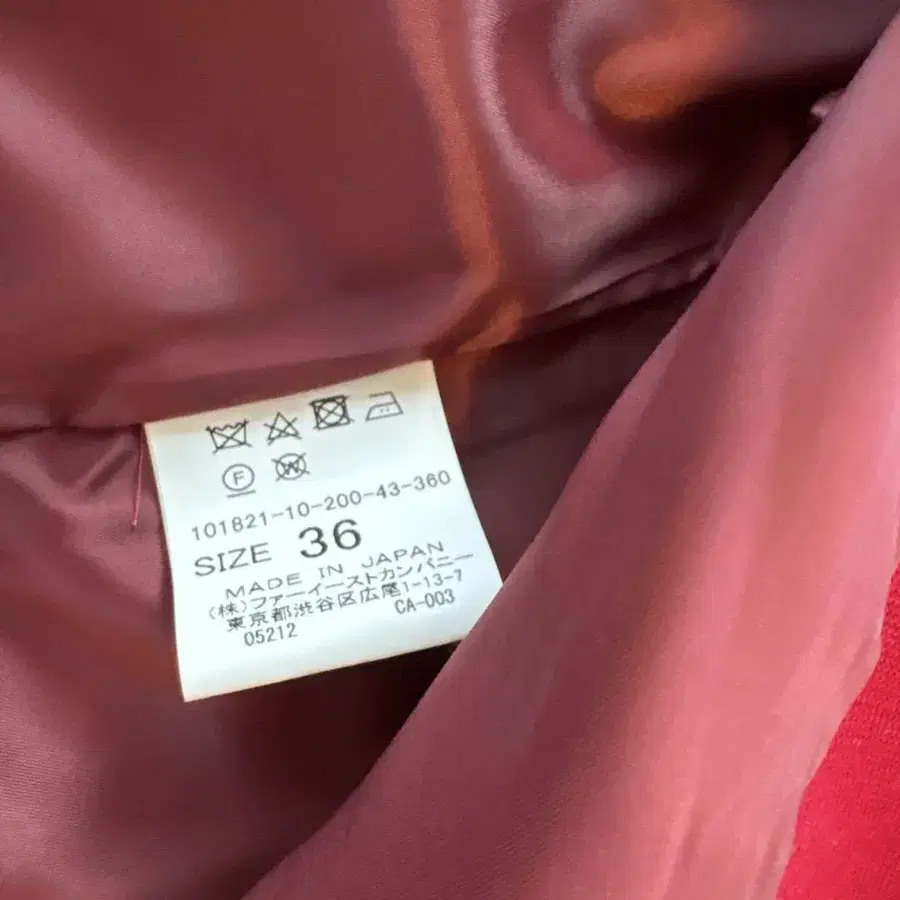 F W
101821-10-200-43-360
SIZE 36
MADE IN JAPAN
(株)ファーイーストカンパニー
東京都渋谷区広尾1-13-7
05212 CA-003